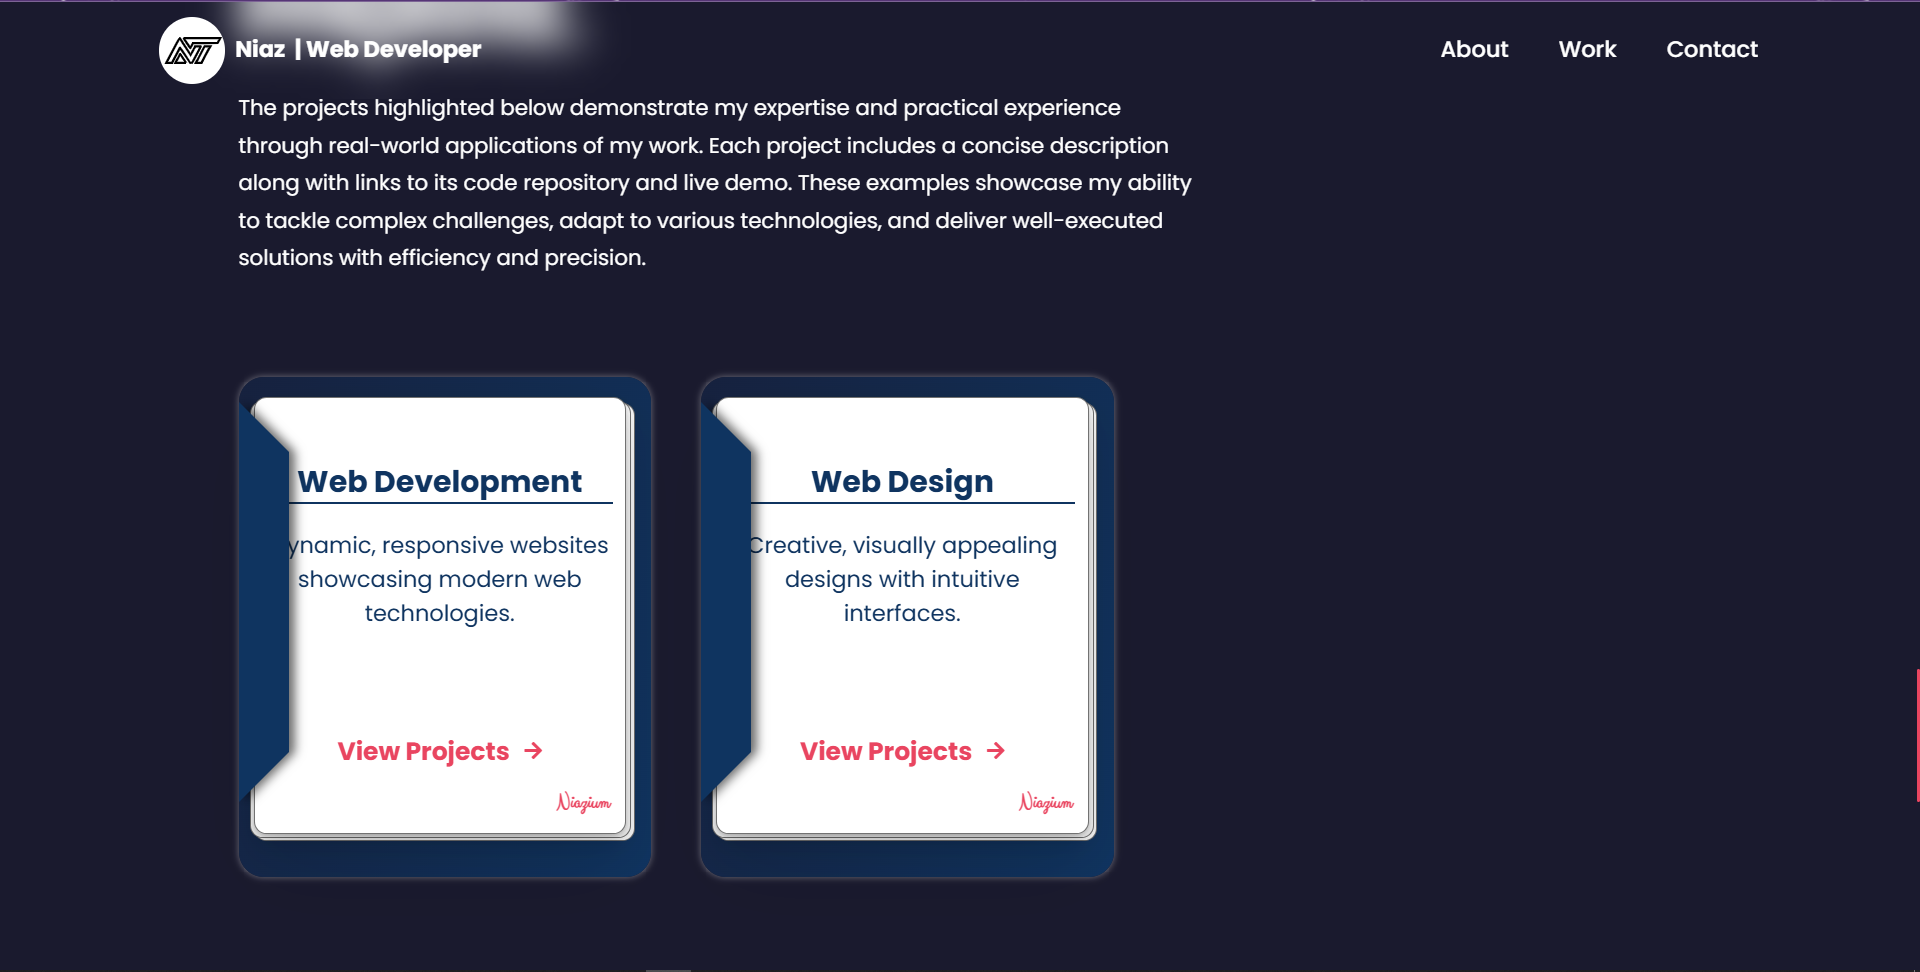 Niaz | Web Developer
About
Work
Contact
The projects highlighted below demonstrate my expertise and practical experience
through real-world applications of my work. Each project includes a concise description
along with links to its code repository and live demo. These examples showcase my ability
to tackle complex challenges, adapt to various technologies, and deliver well-executed
solutions with efficiency and precision.
Web Development
ynamic, responsive websites
showcasing modern web
technologies.
View Projects →
Niazium
Web Design
Creative, visually appealing
designs with intuitive
interfaces.
View Projects →
Niazium